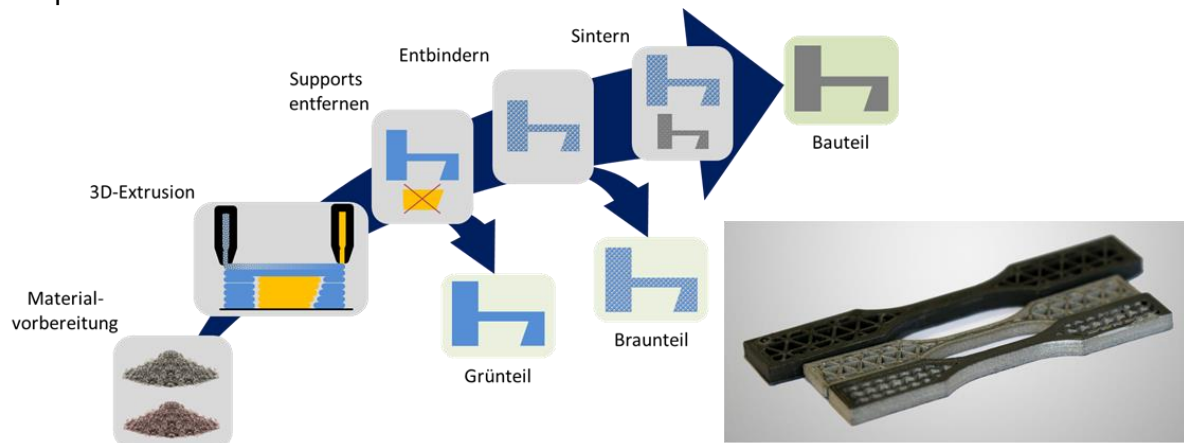 Material-
vorbereitung
3D-Extrusion
Supports
entfernen
Entbindern
Sintern
Bauteil
Grünteil
Braunteil